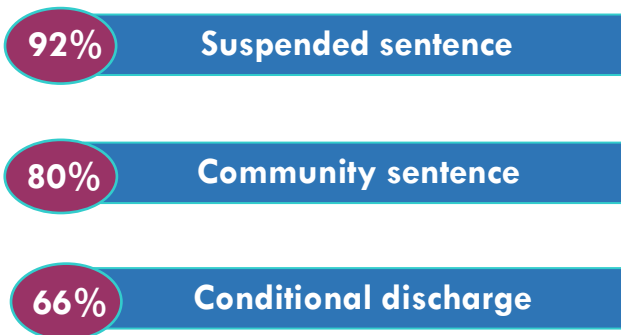 92% Suspended sentence
80% Community sentence
66% Conditional discharge